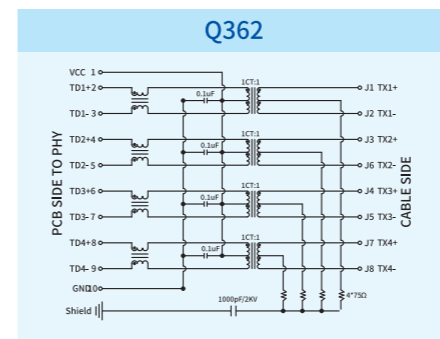 Q362
VCC 1
TD1+2
1CT:1
J1 TX1+
0.1uF
TD1- 3
J2 TX1-
TD2+4
1CT:1
J3 TX2+
0.1uF
TD2- 5
J6 TX2-
PCB SIDE TO PHY
CABLE SIDE
TD3+6
1CT:1
J4 TX3+
0.1uF
TD3- 7
J5 TX3-
TD4+8
1CT:1
J7 TX4+
0.1uF
TD4- 9
J8 TX4-
GND10
1000pF/2KV
4*75Ω
Shield